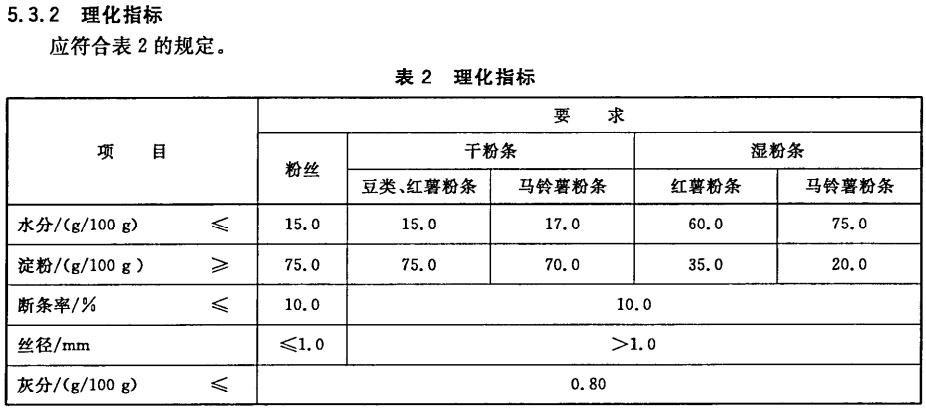 5.3.2 理化指标
应符合表 2 的规定。
表 2 理化指标
项 目
要 求
粉丝
干粉条
湿粉条
豆类、红薯粉条
马铃薯粉条
红薯粉条
马铃薯粉条
水分/(g/100 g) ≤ 15.0 15.0 17.0 60.0 75.0
淀粉/(g/100 g) ≥ 75.0 75.0 70.0 35.0 20.0
断条率/% ≤ 10.0 10.0
丝径/mm ≤1.0 >1.0
灰分/(g/100 g) ≤ 0.80